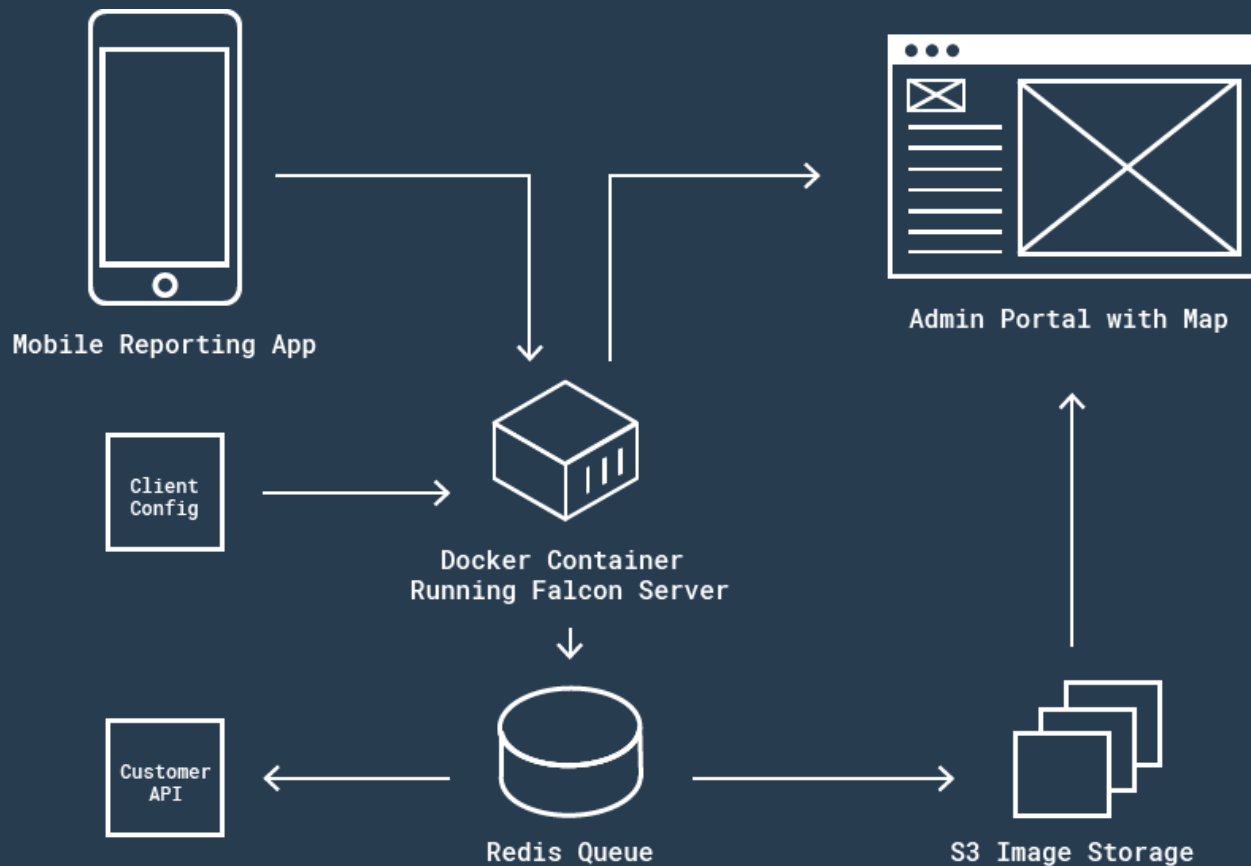 Mobile Reporting App
Admin Portal with Map
Client
Config
Docker Container
Running Falcon Server
Customer
API
Redis Queue
S3 Image Storage